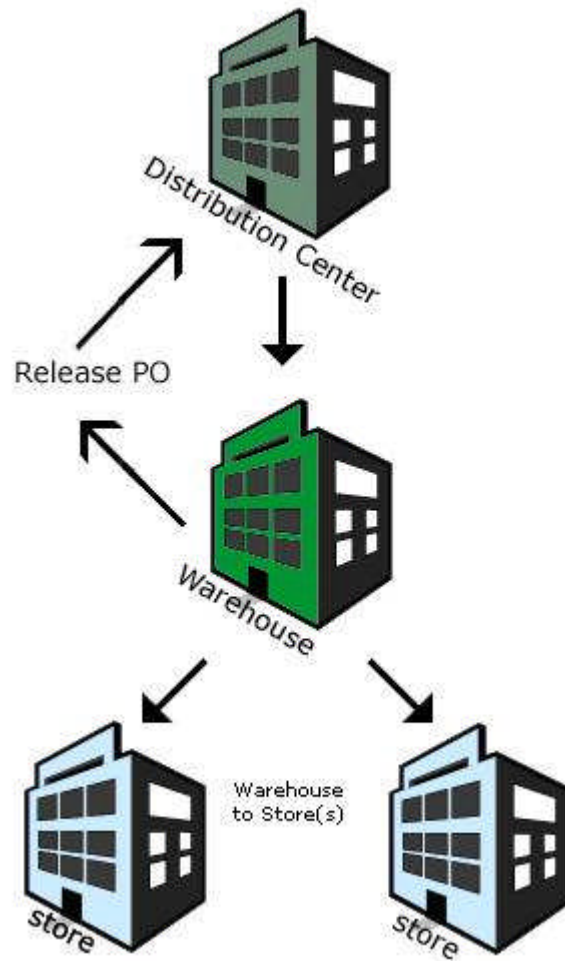 Distribution Center
Release PO
Warehouse
Warehouse
to Store(s)
store
store